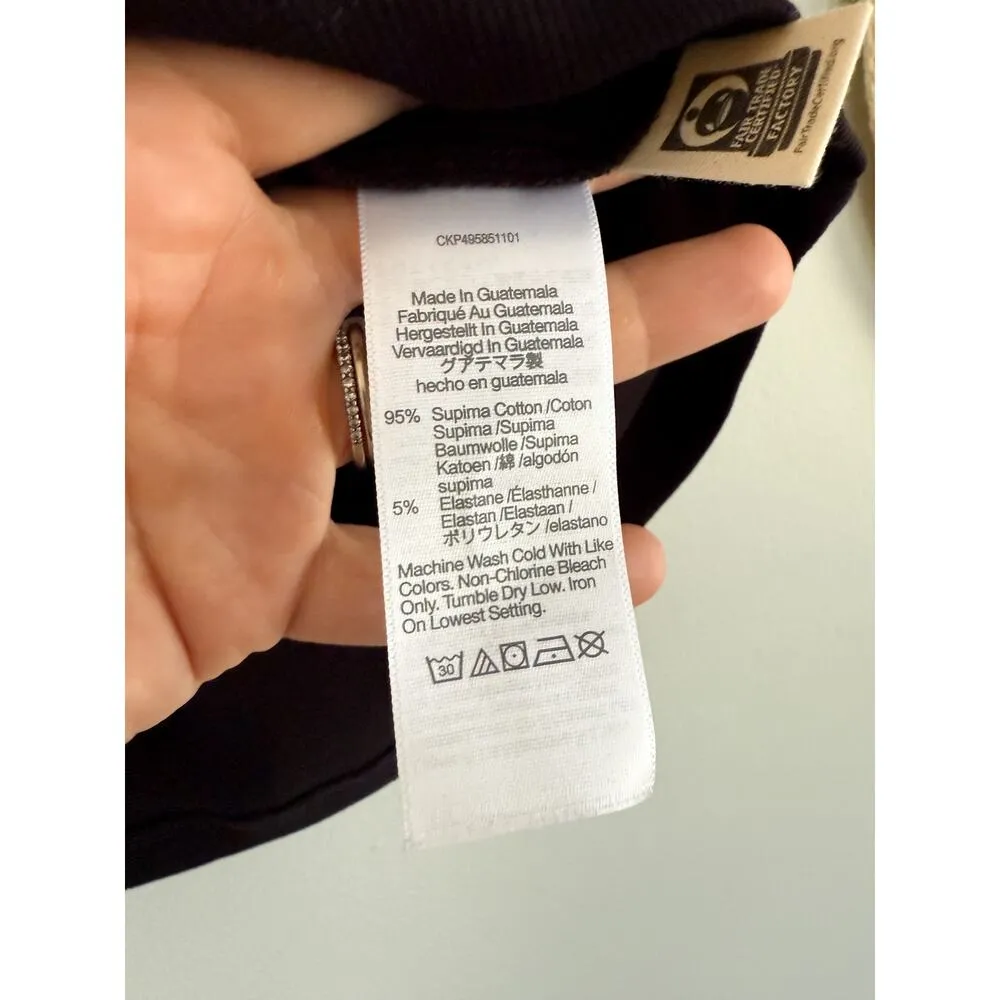 FAIR TRADE
CERTIFIED
FACTORY
FairTradeCertified.org
CKP495851101
Made In Guatemala
Fabriqué Au Guatemala
Hergestellt In Guatemala
Vervaardigd In Guatemala
グアテマラ製
hecho en guatemala
95% Supima Cotton /Coton
Supima /Supima
Baumwolle /Supima
Katoen /綿 /algodón
supima
5% Elastane /Élasthanne /
Elastan /Elastaan /
ポリウレタン /elastano
Machine Wash Cold With Like
Colors. Non-Chlorine Bleach
Only. Tumble Dry Low. Iron
On Lowest Setting.
30